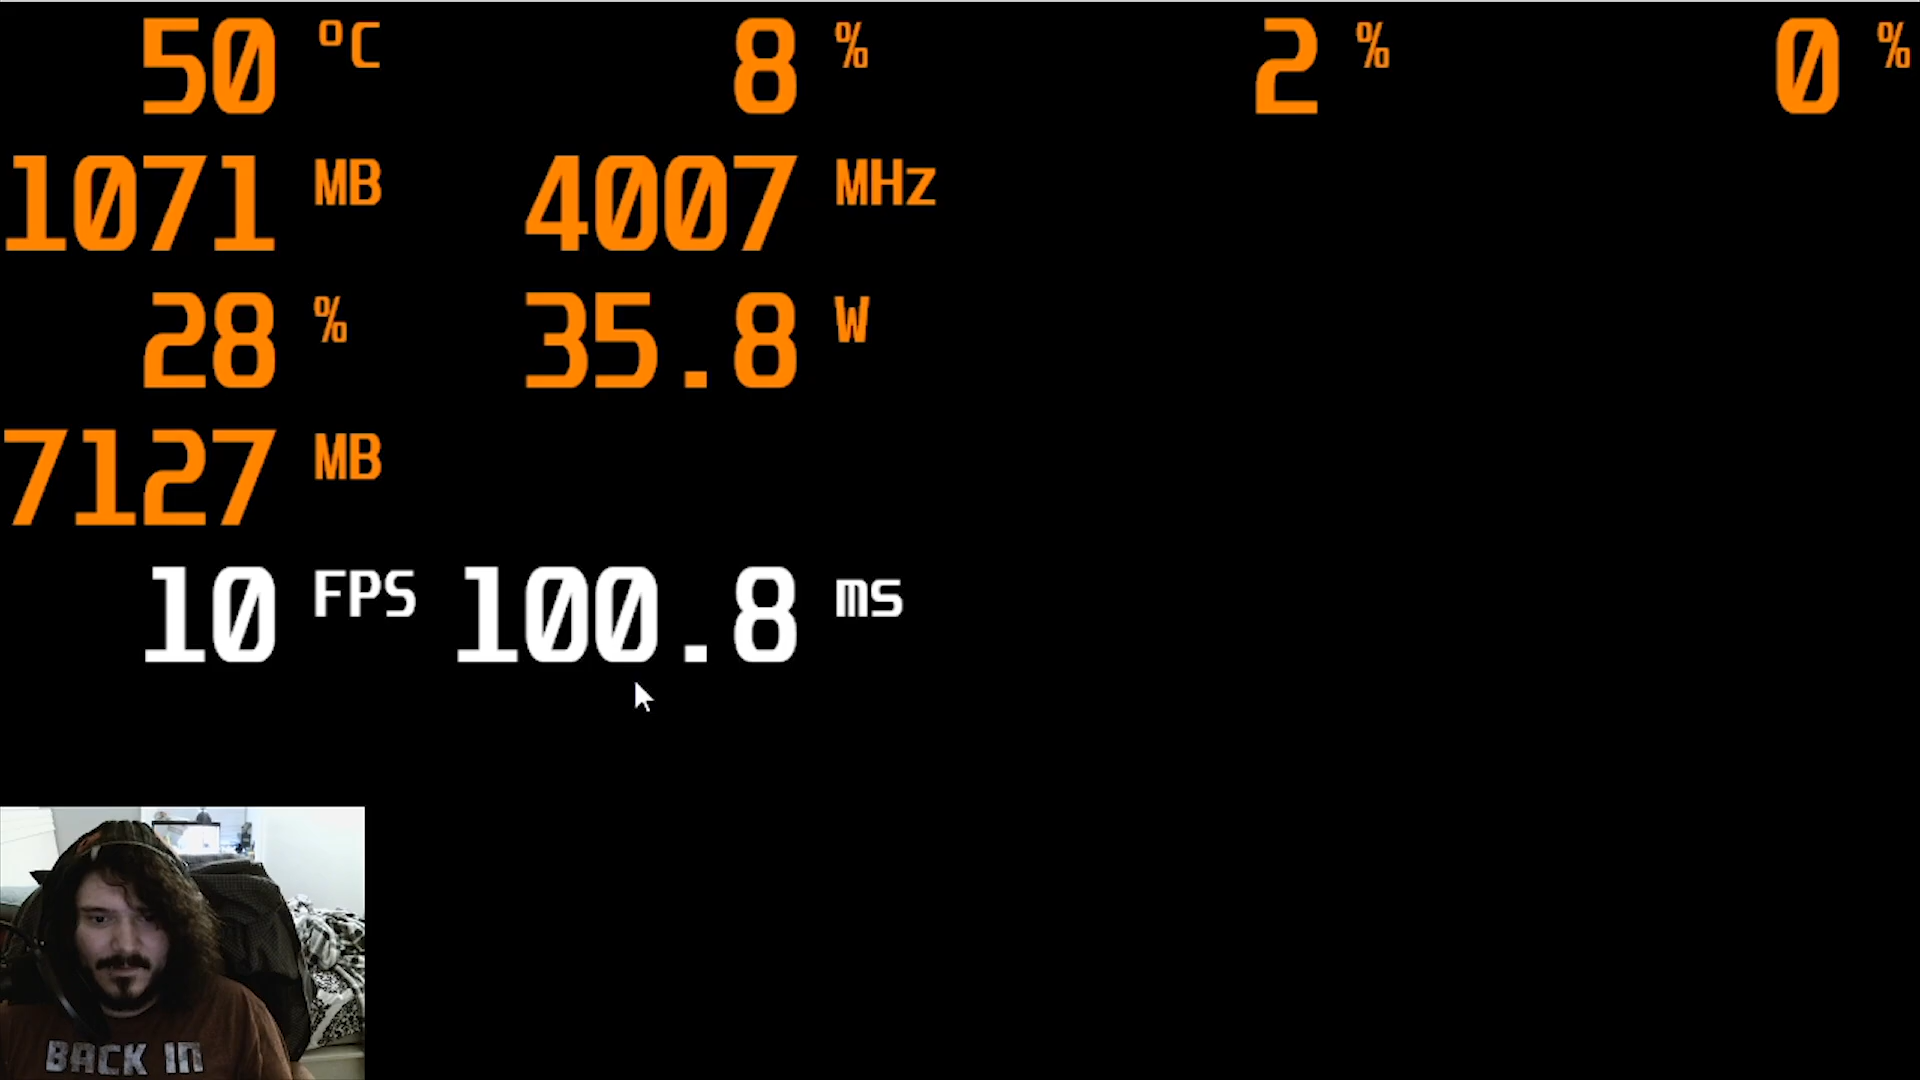 50 °C 8 % 2 % 0 %
1071 MB 4007 MHz
28 % 35.8 W
7127 MB
10 FPS 100.8 ms
BACK IN